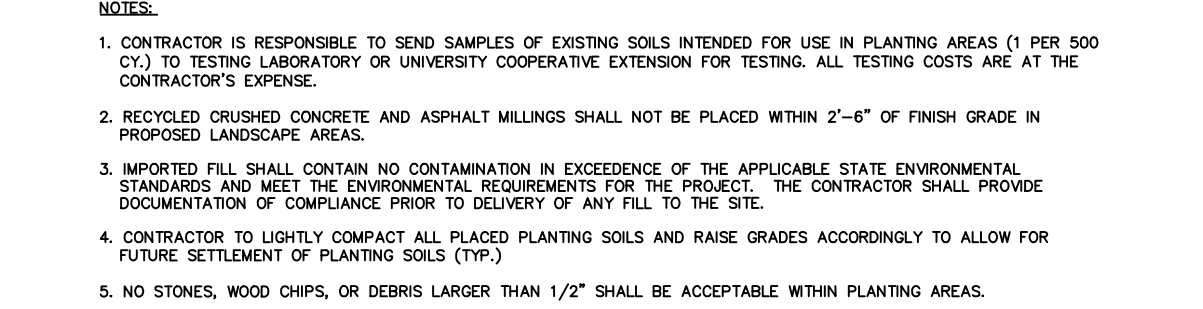 NOTES:
1. CONTRACTOR IS RESPONSIBLE TO SEND SAMPLES OF EXISTING SOILS INTENDED FOR USE IN PLANTING AREAS (1 PER 500
CY.) TO TESTING LABORATORY OR UNIVERSITY COOPERATIVE EXTENSION FOR TESTING. ALL TESTING COSTS ARE AT THE
CONTRACTOR'S EXPENSE.
2. RECYCLED CRUSHED CONCRETE AND ASPHALT MILLINGS SHALL NOT BE PLACED WITHIN 2'–6" OF FINISH GRADE IN
PROPOSED LANDSCAPE AREAS.
3. IMPORTED FILL SHALL CONTAIN NO CONTAMINATION IN EXCEEDENCE OF THE APPLICABLE STATE ENVIRONMENTAL
STANDARDS AND MEET THE ENVIRONMENTAL REQUIREMENTS FOR THE PROJECT. THE CONTRACTOR SHALL PROVIDE
DOCUMENTATION OF COMPLIANCE PRIOR TO DELIVERY OF ANY FILL TO THE SITE.
4. CONTRACTOR TO LIGHTLY COMPACT ALL PLACED PLANTING SOILS AND RAISE GRADES ACCORDINGLY TO ALLOW FOR
FUTURE SETTLEMENT OF PLANTING SOILS (TYP.)
5. NO STONES, WOOD CHIPS, OR DEBRIS LARGER THAN 1/2" SHALL BE ACCEPTABLE WITHIN PLANTING AREAS.